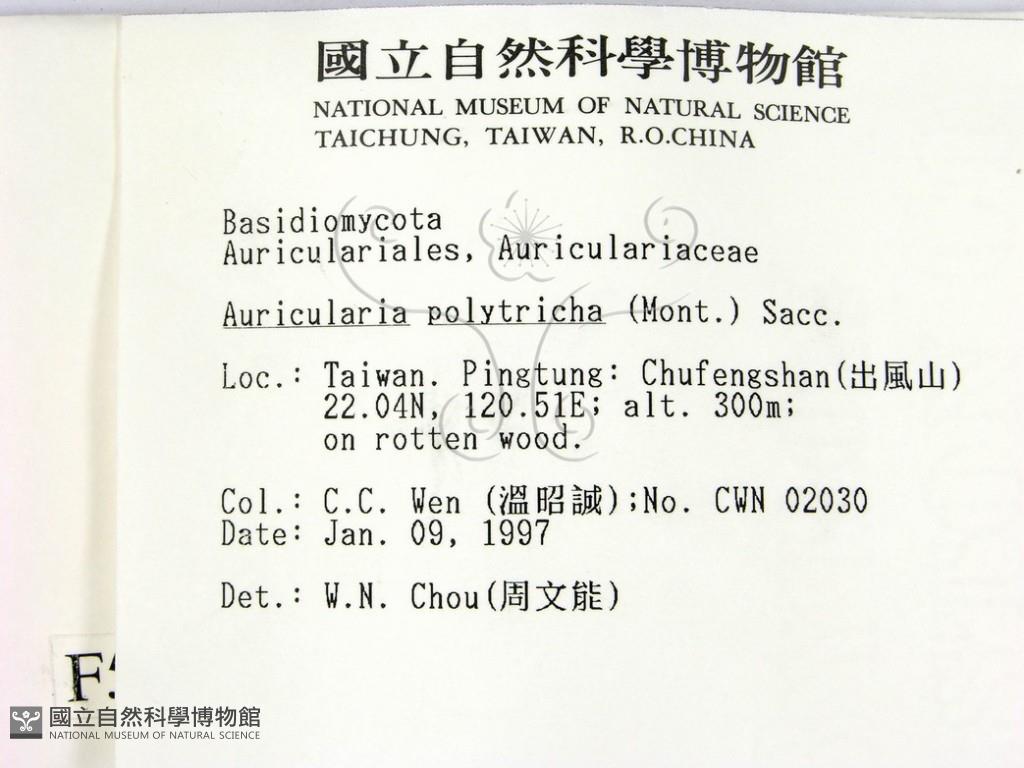 國立自然科學博物館
NATIONAL MUSEUM OF NATURAL SCIENCE
TAICHUNG, TAIWAN, R.O.CHINA
Basidiomycota
Auriculariales, Auriculariaceae
Auricularia polytricha (Mont.) Sacc.
Loc.: Taiwan. Pingtung: Chufengshan(出風山)
22.04N, 120.51E; alt. 300m;
on rotten wood.
Col.: C.C. Wen (溫昭誠);No. CWN 02030
Date: Jan. 09, 1997
Det.: W.N. Chou(周文能)
國立自然科學博物館
NATIONAL MUSEUM OF NATURAL SCIENCE